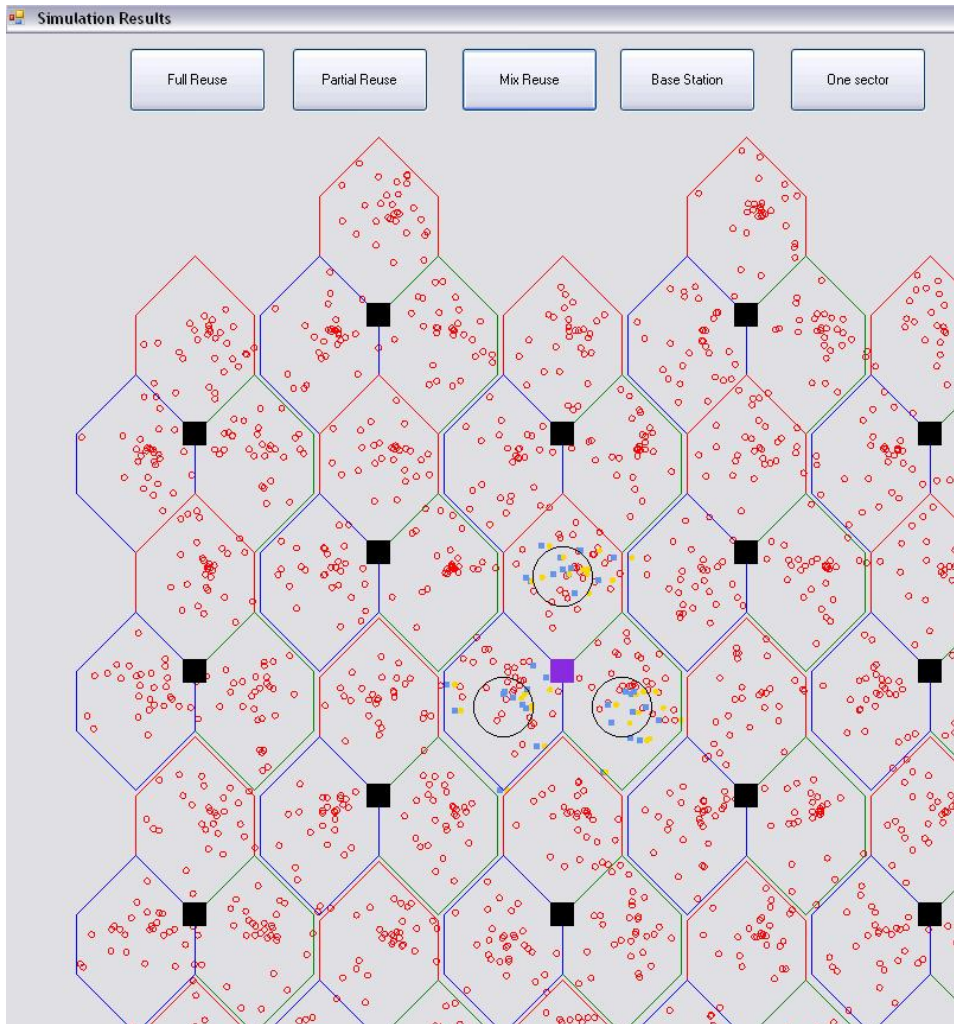 Simulation Results
Full Reuse
Partial Reuse
Mix Reuse
Base Station
One sector